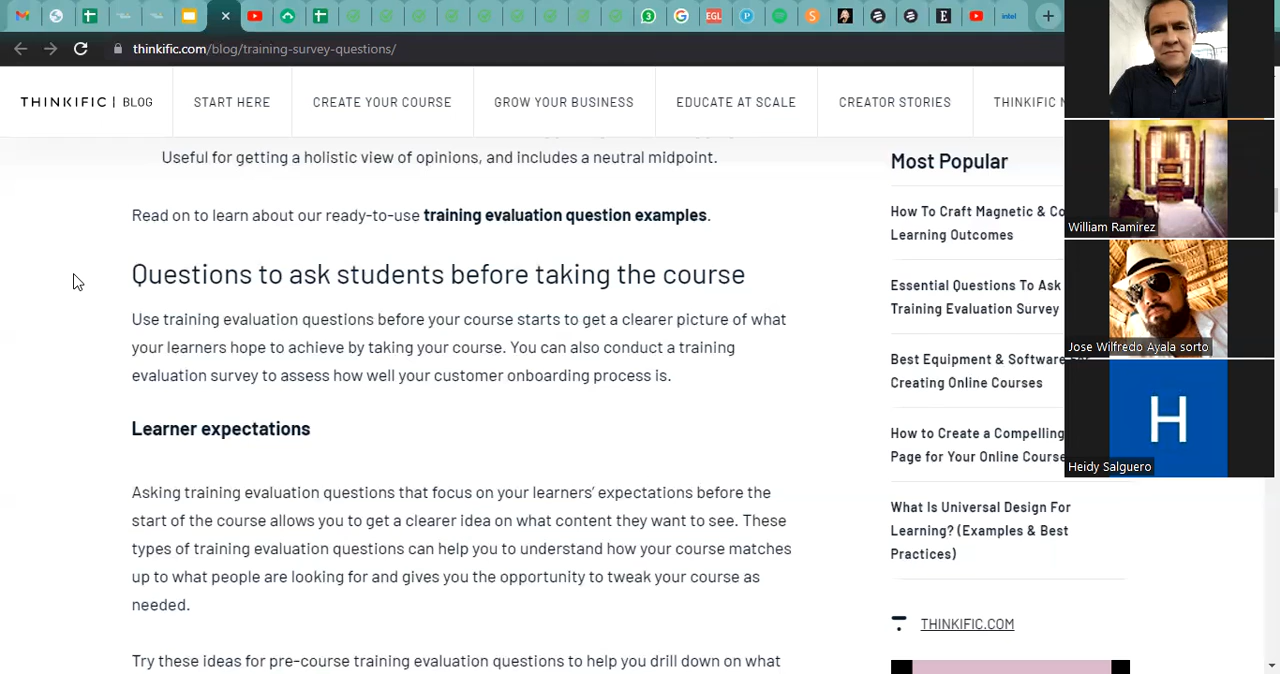 3
EGL
P
S
E
intel
thinkific.com/blog/training-survey-questions/
THINKIFIC | BLOG
START HERE
CREATE YOUR COURSE
GROW YOUR BUSINESS
EDUCATE AT SCALE
CREATOR STORIES
THINKIFIC
Useful for getting a holistic view of opinions, and includes a neutral midpoint.
Read on to learn about our ready-to-use training evaluation question examples.
Questions to ask students before taking the course
Use training evaluation questions before your course starts to get a clearer picture of what
your learners hope to achieve by taking your course. You can also conduct a training
evaluation survey to assess how well your customer onboarding process is.
Learner expectations
Asking training evaluation questions that focus on your learners’ expectations before the
start of the course allows you to get a clearer idea on what content they want to see. These
types of training evaluation questions can help you to understand how your course matches
up to what people are looking for and gives you the opportunity to tweak your course as
needed.
Try these ideas for pre-course training evaluation questions to help you drill down on what
Most Popular
How To Craft Magnetic &
Learning Outcomes
Essential Questions To Ask
Training Evaluation Survey
Best Equipment & Software
Creating Online Courses
How to Create a Compelling
Page for Your Online Course
What Is Universal Design For
Learning? (Examples & Best
Practices)
THINKIFIC.COM
William Ramirez
Jose Wilfredo Ayala sorto
H
Heidy Salguero